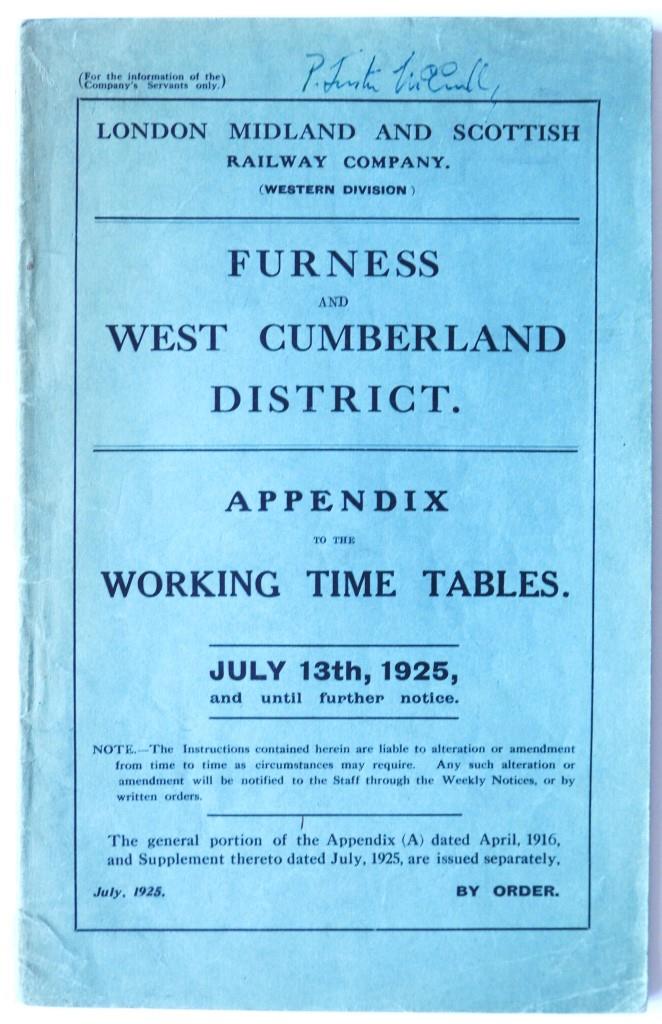 (For the information of the
Company's Servants only.)
LONDON MIDLAND AND SCOTTISH
RAILWAY COMPANY.
(WESTERN DIVISION)
FURNESS
AND
WEST CUMBERLAND
DISTRICT.
APPENDIX
TO THE
WORKING TIME TABLES.
JULY 13th, 1925,
and until further notice.
NOTE.—The Instructions contained herein are liable to alteration or amendment
from time to time as circumstances may require. Any such alteration or
amendment will be notified to the Staff through the Weekly Notices, or by
written orders.
The general portion of the Appendix (A) dated April, 1916,
and Supplement thereto dated July, 1925, are issued separately.
July, 1925.
BY ORDER.